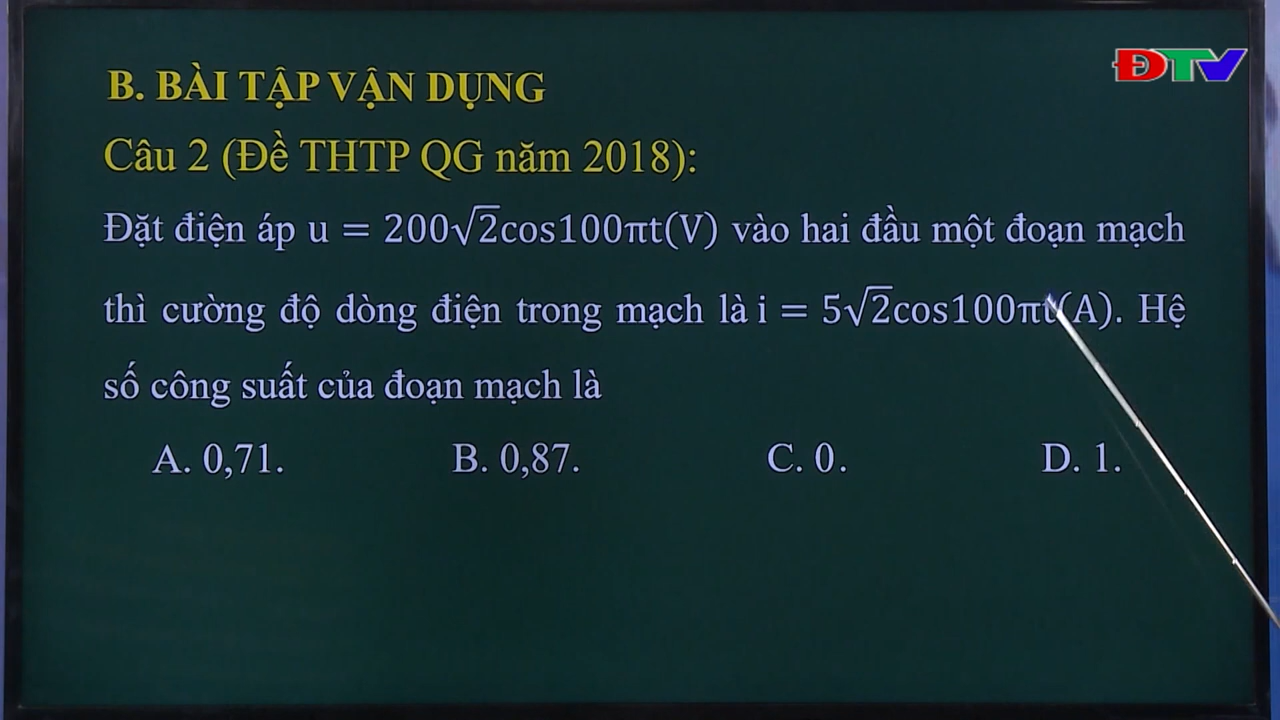 ĐTV
B. BÀI TẬP VẬN DỤNG
Câu 2 (Đề THTP QG năm 2018):
Đặt điện áp u = 200√2cos100πt(V) vào hai đầu một đoạn mạch
thì cường độ dòng điện trong mạch là i = 5√2cos100πt(A). Hệ
số công suất của đoạn mạch là
A. 0,71. B. 0,87. C. 0. D. 1.